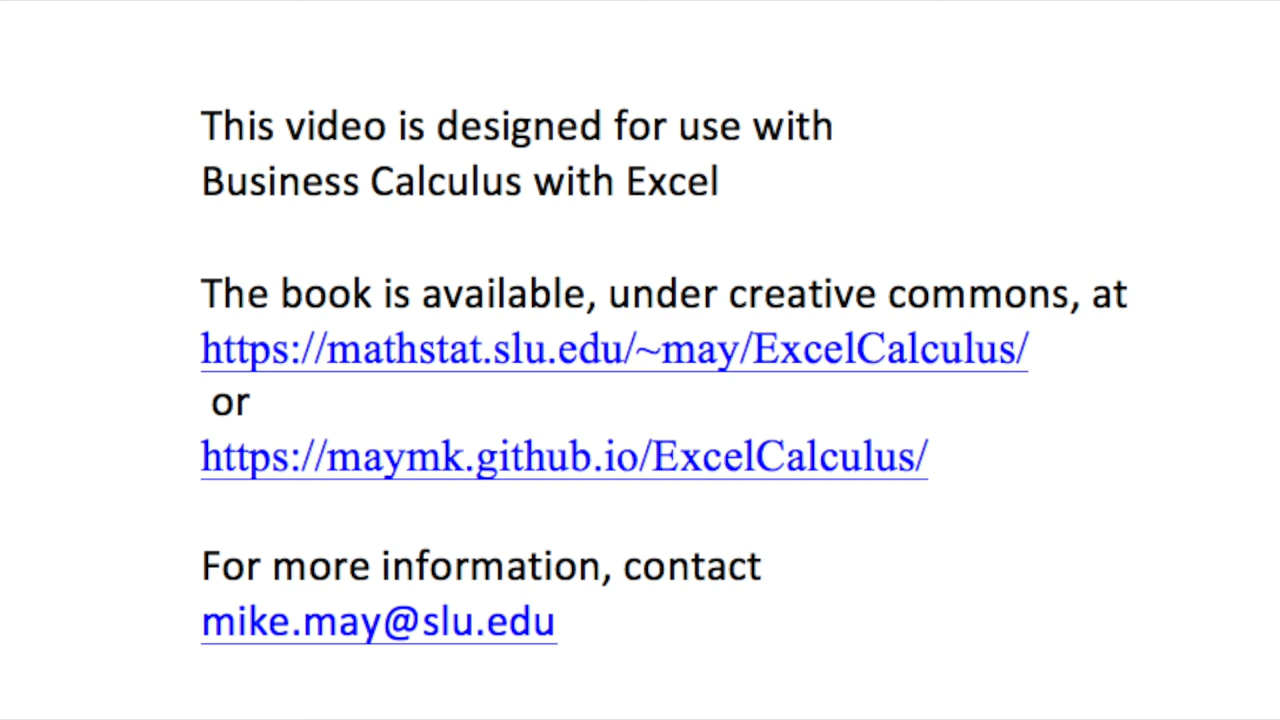 This video is designed for use with
Business Calculus with Excel
The book is available, under creative commons, at
https://mathstat.slu.edu/~may/ExcelCalculus/
or
https://maymk.github.io/ExcelCalculus/
For more information, contact
mike.may@slu.edu